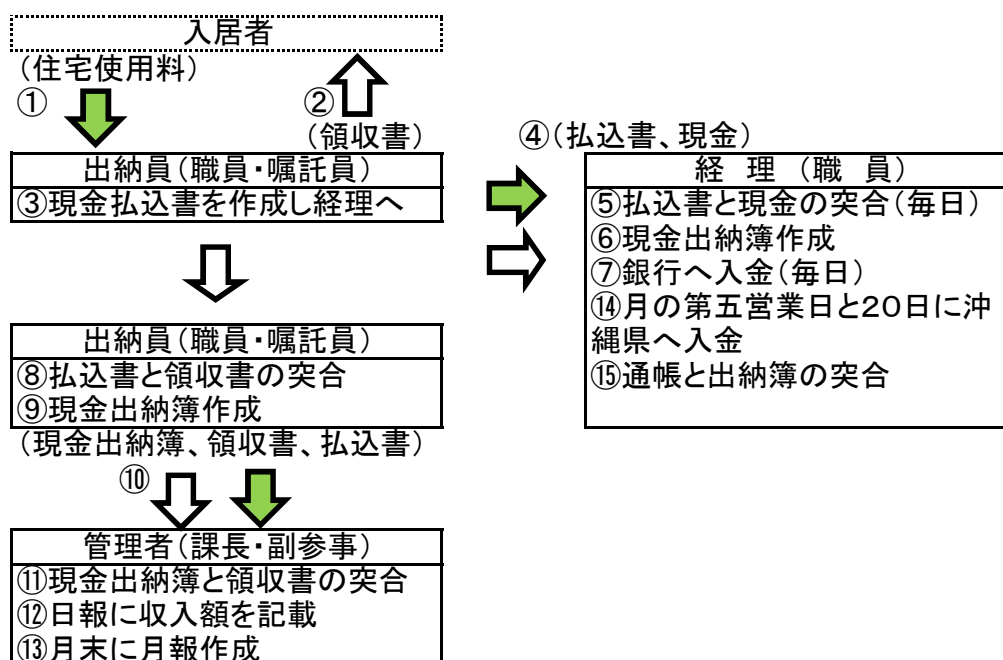 入居者
（住宅使用料）
①
②
（領収書）
出納員（職員・嘱託員）
③現金払込書を作成し経理へ
④（払込書、現金）
経　理　（職　員）
⑤払込書と現金の突合（毎日）
⑥現金出納簿作成
⑦銀行へ入金（毎日）
⑭月の第五営業日と２０日に沖
縄県へ入金
⑮通帳と出納簿の突合
出納員（職員・嘱託員）
⑧払込書と領収書の突合
⑨現金出納簿作成
（現金出納簿、領収書、払込書）
⑩
管理者（課長・副参事）
⑪現金出納簿と領収書の突合
⑫日報に収入額を記載
⑬月末に月報作成